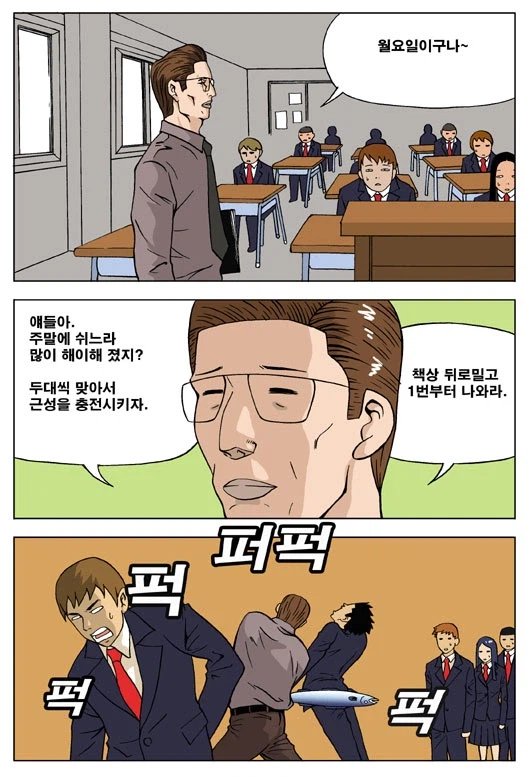 월요일이구나~
얘들아.
주말에 쉬느라
많이 해이해 졌지?
두대씩 맞아서
근성을 충전시키자.
책상 뒤로밀고
1번부터 나와라.
퍼퍽
퍽
퍽
퍽